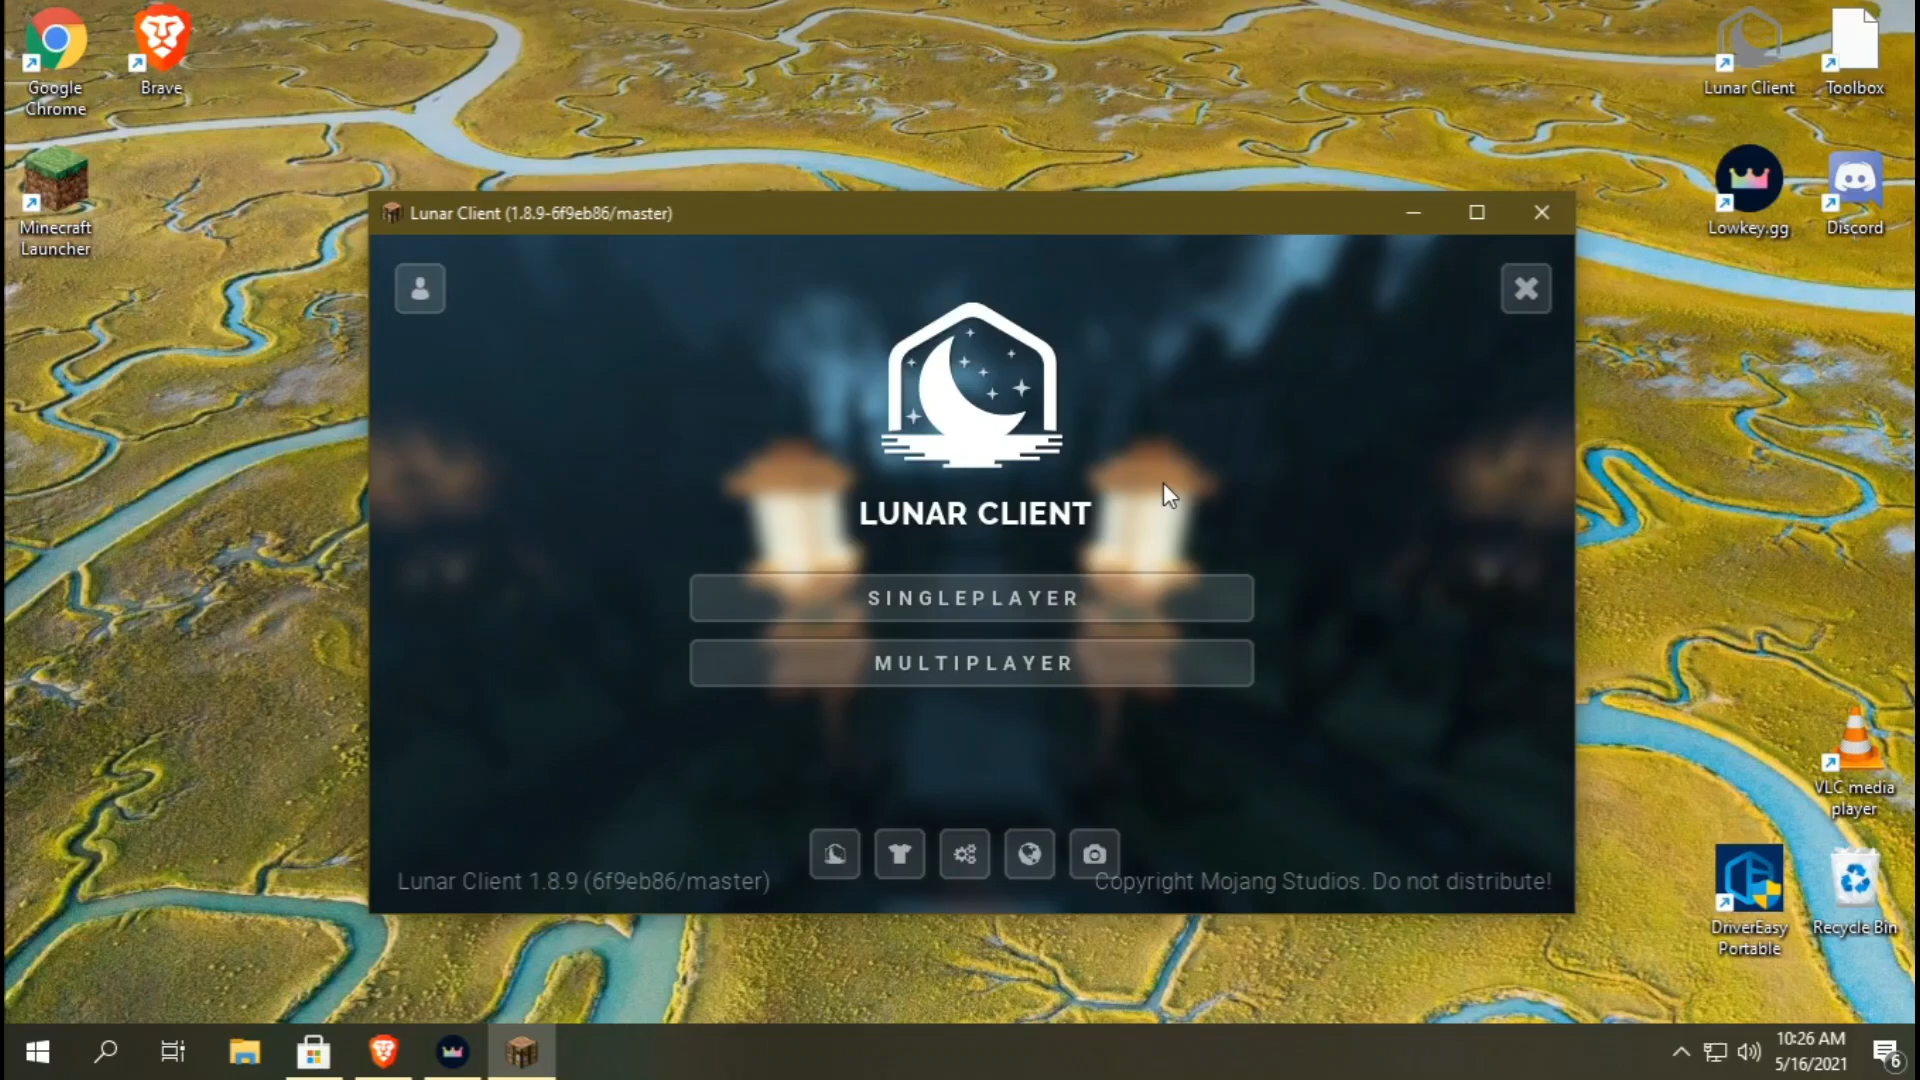 Google
Chrome
Brave
Lunar Client
Toolbox
Minecraft
Launcher
Lowkey.gg
Discord
Lunar Client (1.8.9-6f9eb86/master)
LUNAR CLIENT
SINGLEPLAYER
MULTIPLAYER
Lunar Client 1.8.9 (6f9eb86/master)
Copyright Mojang Studios. Do not distribute!
VLC media
player
DriverEasy
Portable
Recycle Bin
10:26 AM
5/16/2021
6